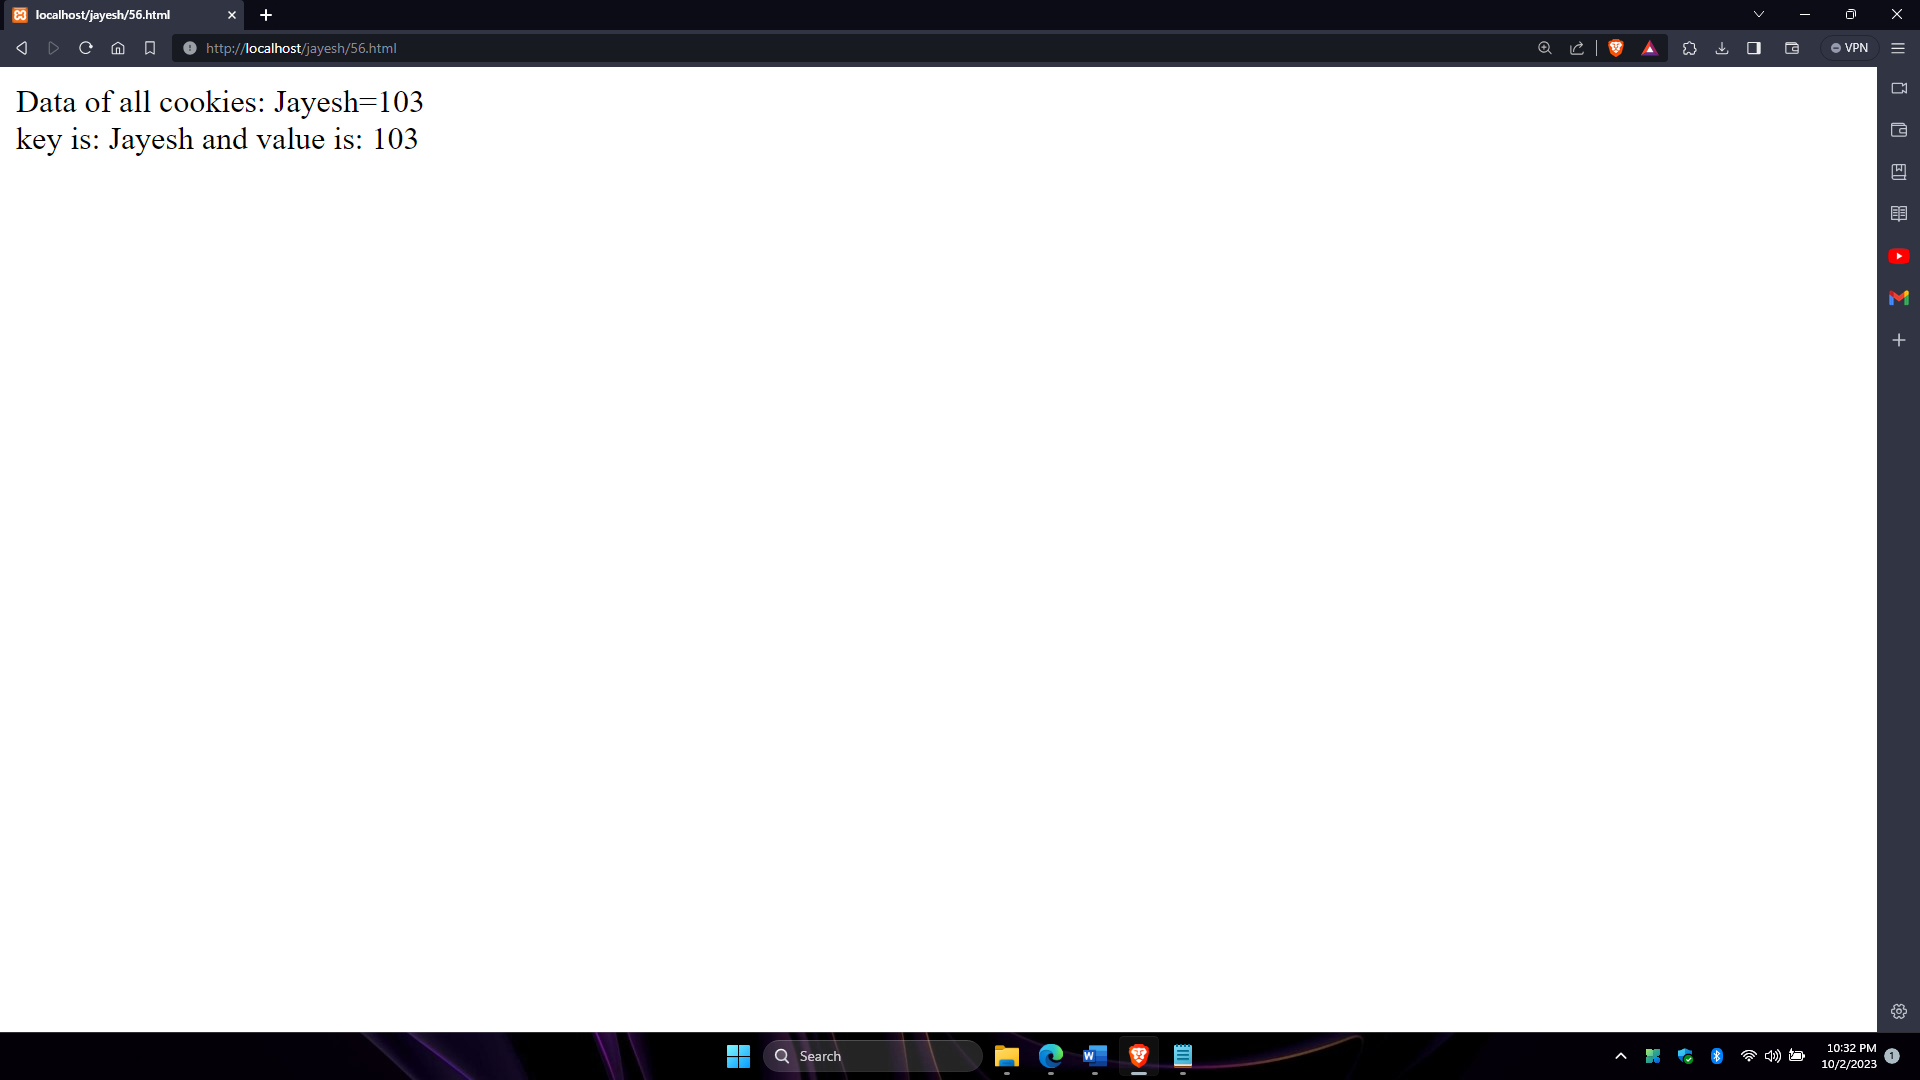 localhost/jayesh/56.html
http://localhost/jayesh/56.html
VPN
Data of all cookies: Jayesh=103
key is: Jayesh and value is: 103
Search
10:32 PM
10/2/2023
1